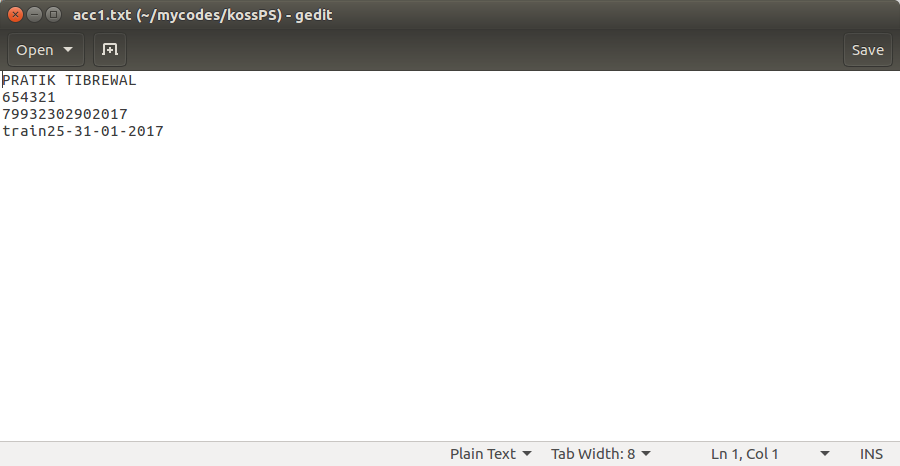 acc1.txt (~/mycodes/kossPS) - gedit
Open Save
PRATIK TIBREWAL
654321
79932302902017
train25-31-01-2017
Plain Text Tab Width: 8 Ln 1, Col 1 INS